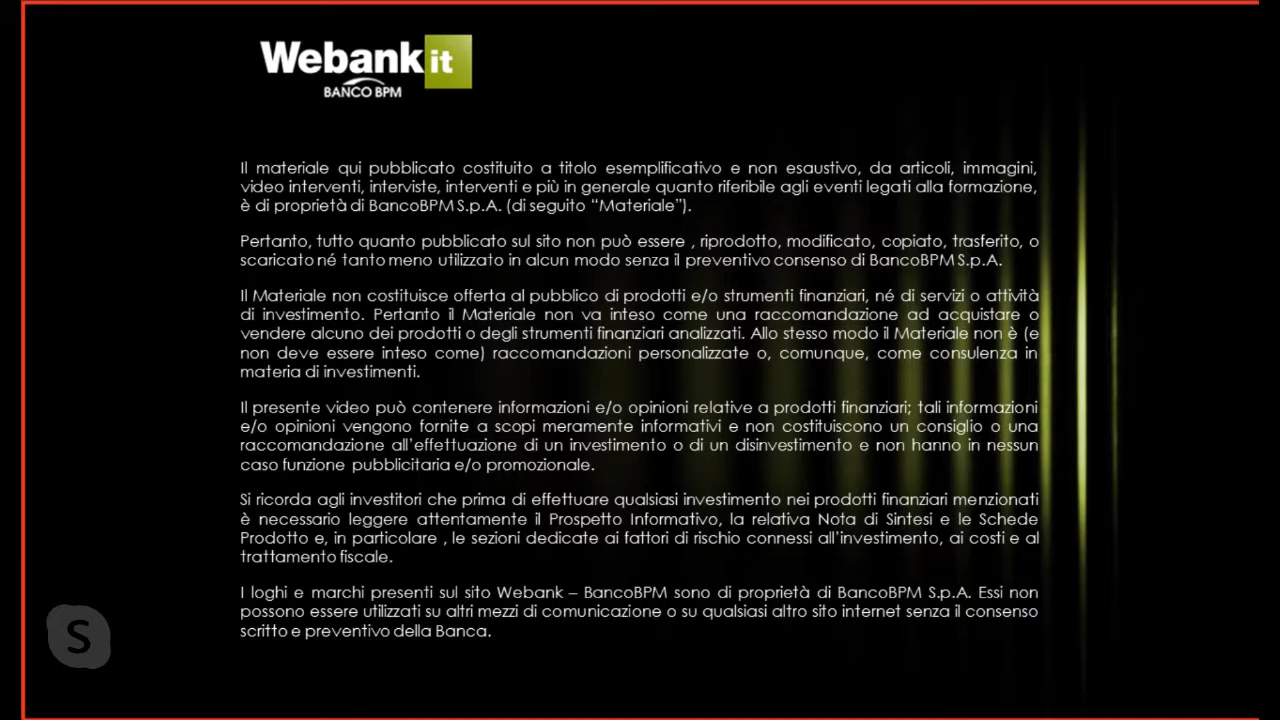 Webank it
BANCO BPM
Il materiale qui pubblicato costituito a titolo esemplificativo e non esaustivo, da articoli, immagini,
video interventi, interviste, interventi e più in generale quanto riferibile agli eventi legati alla formazione,
è di proprietà di BancoBPM S.p.A. (di seguito “Materiale”).
Pertanto, tutto quanto pubblicato sul sito non può essere , riprodotto, modificato, copiato, trasferito, o
scaricato né tanto meno utilizzato in alcun modo senza il preventivo consenso di BancoBPM S.p.A.
Il Materiale non costituisce offerta al pubblico di prodotti e/o strumenti finanziari, né di servizi o attività
di investimento. Pertanto il Materiale non va inteso come una raccomandazione ad acquistare o
vendere alcuno dei prodotti o degli strumenti finanziari analizzati. Allo stesso modo il Materiale non è (e
non deve essere inteso come) raccomandazioni personalizzate o, comunque, come consulenza in
materia di investimenti.
Il presente video può contenere informazioni e/o opinioni relative a prodotti finanziari; tali informazioni
e/o opinioni vengono fornite a scopi meramente informativi e non costituiscono un consiglio o una
raccomandazione all’effettuazione di un investimento o di un disinvestimento e non hanno in nessun
caso funzione pubblicitaria e/o promozionale.
Si ricorda agli investitori che prima di effettuare qualsiasi investimento nei prodotti finanziari menzionati
è necessario leggere attentamente il Prospetto Informativo, la relativa Nota di Sintesi e le Schede
Prodotto e, in particolare , le sezioni dedicate ai fattori di rischio connessi all’investimento, ai costi e al
trattamento fiscale.
I loghi e marchi presenti sul sito Webank – BancoBPM sono di proprietà di BancoBPM S.p.A. Essi non
possono essere utilizzati su altri mezzi di comunicazione o su qualsiasi altro sito internet senza il consenso
scritto e preventivo della Banca.
S